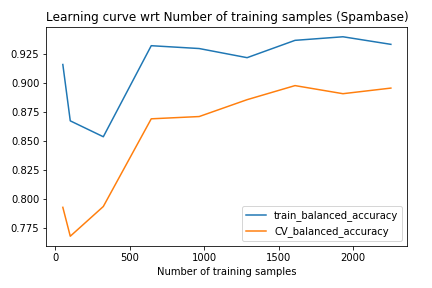 Learning curve wrt Number of training samples (Spambase)
0.925
0.900
0.875
0.850
0.825
0.800
0.775
train_balanced_accuracy
CV_balanced_accuracy
0 500 1000 1500 2000
Number of training samples